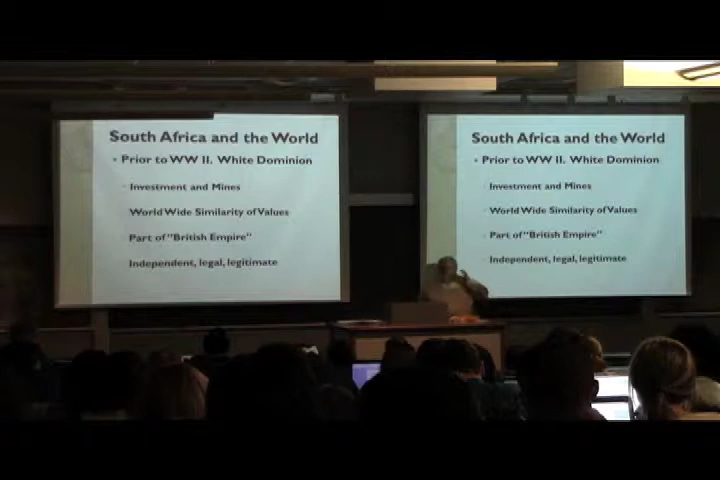 South Africa and the World
• Prior to WW II. White Dominion
Investment and Mines
World Wide Similarity of Values
Part of "British Empire"
Independent, legal, legitimate
South Africa and the World
• Prior to WW II. White Dominion
Investment and Mines
World Wide Similarity of Values
Part of "British Empire"
Independent, legal, legitimate